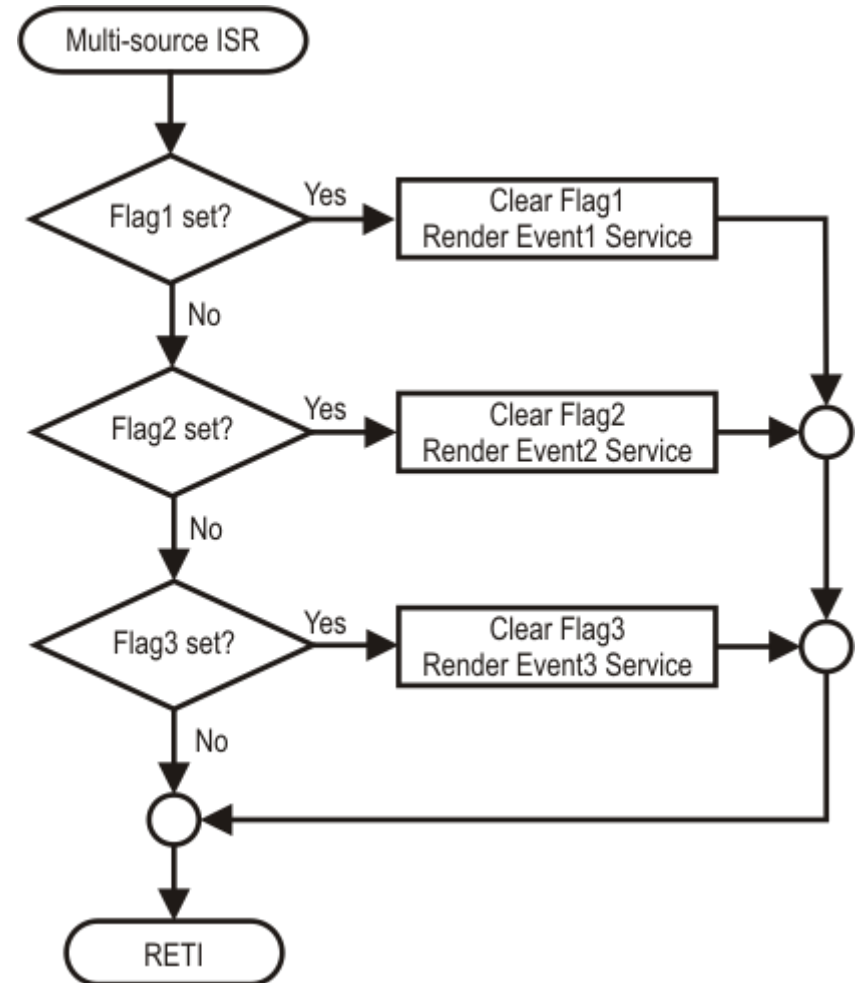 Multi-source ISR
Flag1 set?
Yes
Clear Flag1
Render Event1 Service
No
Flag2 set?
Yes
Clear Flag2
Render Event2 Service
No
Flag3 set?
Yes
Clear Flag3
Render Event3 Service
No
RETI